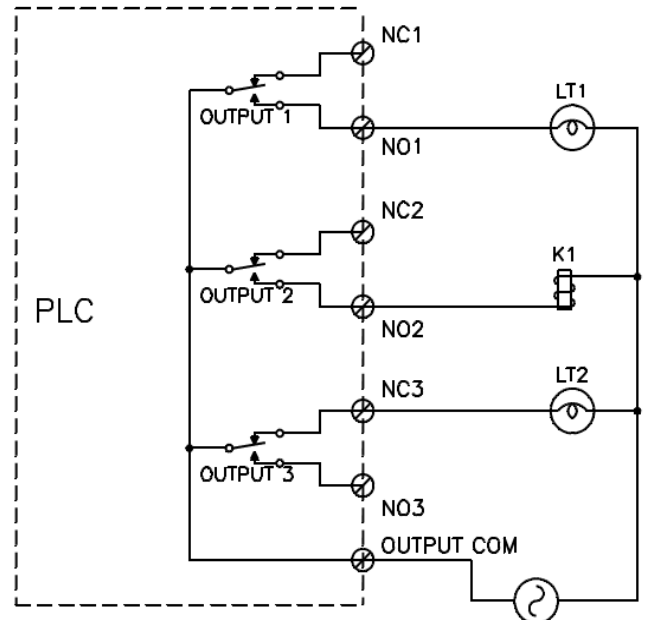 NC1
LT1
OUTPUT 1
NO1
NC2
K1
OUTPUT 2
PLC
NO2
LT2
NC3
OUTPUT 3
NO3
OUTPUT COM